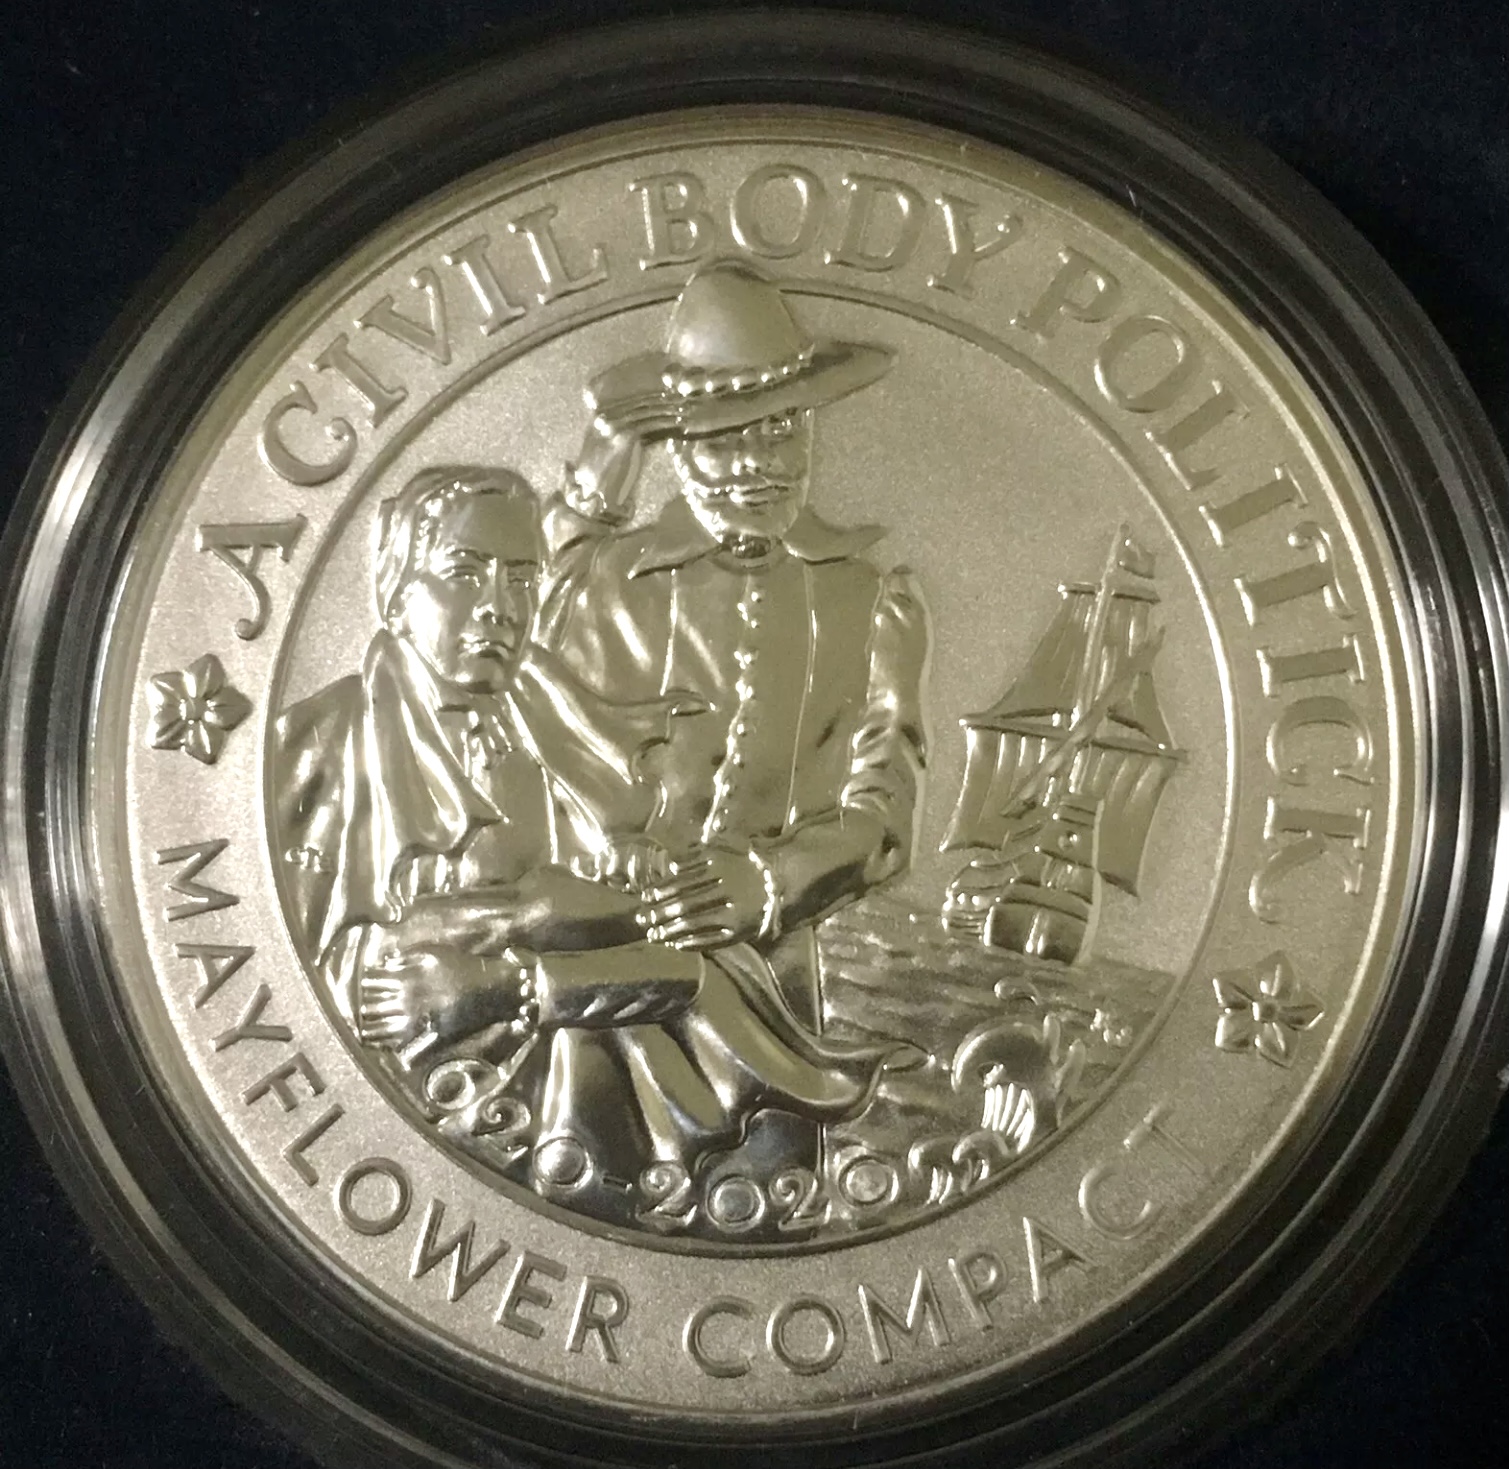 A CIVIL BODY POLITICK
1620-2020
MAYFLOWER COMPACT